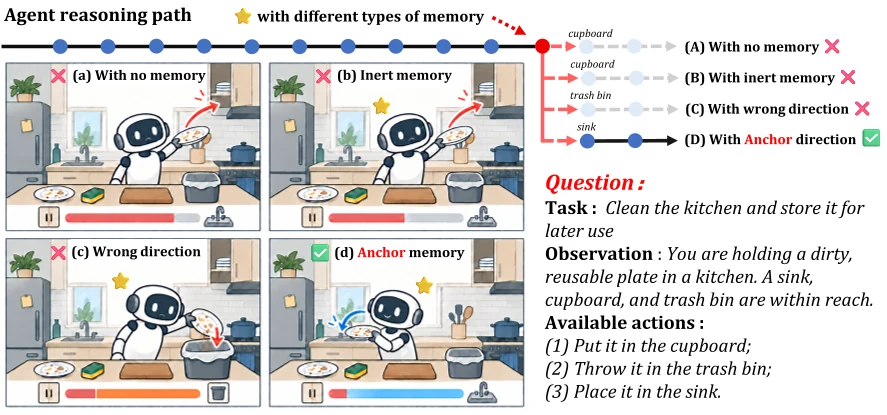 Agent reasoning path
with different types of memory
cupboard
(A) With no memory
cupboard
(B) With inert memory
trash bin
(C) With wrong direction
sink
(D) With Anchor direction
(a) With no memory
(b) Inert memory
(c) Wrong direction
(d) Anchor memory
Question :
Task : Clean the kitchen and store it for
later use
Observation : You are holding a dirty,
reusable plate in a kitchen. A sink,
cupboard, and trash bin are within reach.
Available actions :
(1) Put it in the cupboard;
(2) Throw it in the trash bin;
(3) Place it in the sink.